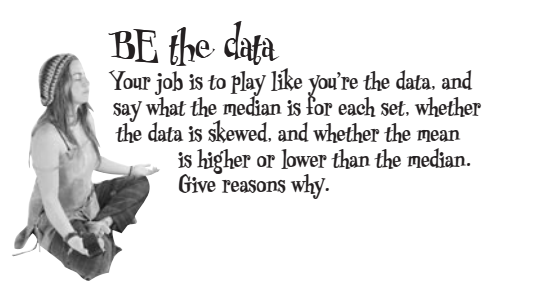 BE the data
Your job is to play like you're the data, and
say what the median is for each set, whether
the data is skewed, and whether the mean
is higher or lower than the median.
Give reasons why.